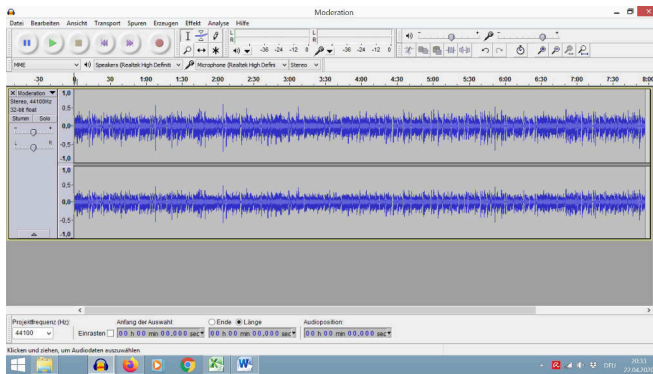 Moderation
Datei Bearbeiten Ansicht Transport Spuren Erzeugen Effekt Analyse Hilfe
L R L R
-36 -24 -12 0 -36 -24 -12 0
MME Speakers (Realtek High Definiti Microphone (Realtek High Defini Stereo
-30 0 30 1:00 1:30 2:00 2:30 3:00 3:30 4:00 4:30 5:00 5:30 6:00 6:30 7:00 7:30 8:00
X Moderation 1,0
Stereo, 44100Hz
32-bit float 0,5-
Stumm Solo
- + 0,0-
L R -0,5-
-1,0
1,0
0,5-
0,0-
-0,5-
-1,0
Projektfrequenz (Hz): Anfang der Auswahl Ende Länge Audioposition:
44100 Einrasten 00 h 00 min 00.000 sec 00 h 00 min 00.000 sec 00 h 00 min 00.000 sec
Klicken und ziehen, um Audiodaten auszuwählen.
DEU 20:33
22.04.2020